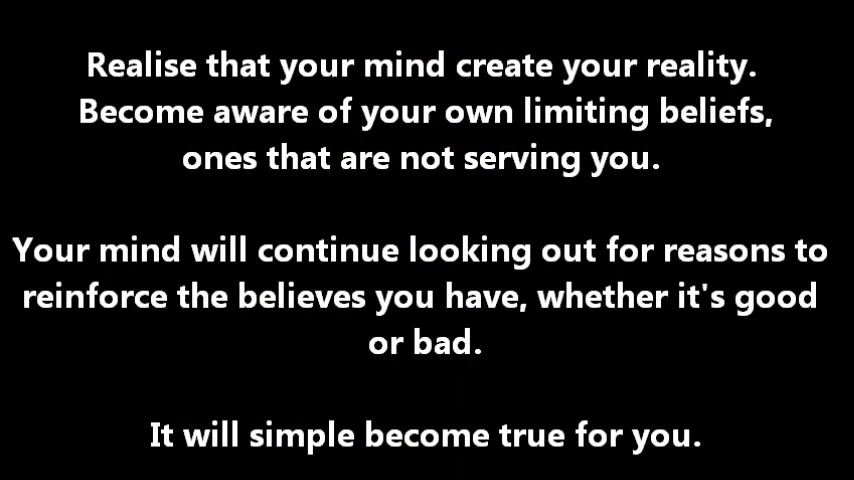 Realise that your mind create your reality.
Become aware of your own limiting beliefs,
ones that are not serving you.
Your mind will continue looking out for reasons to
reinforce the believes you have, whether it's good
or bad.
It will simple become true for you.